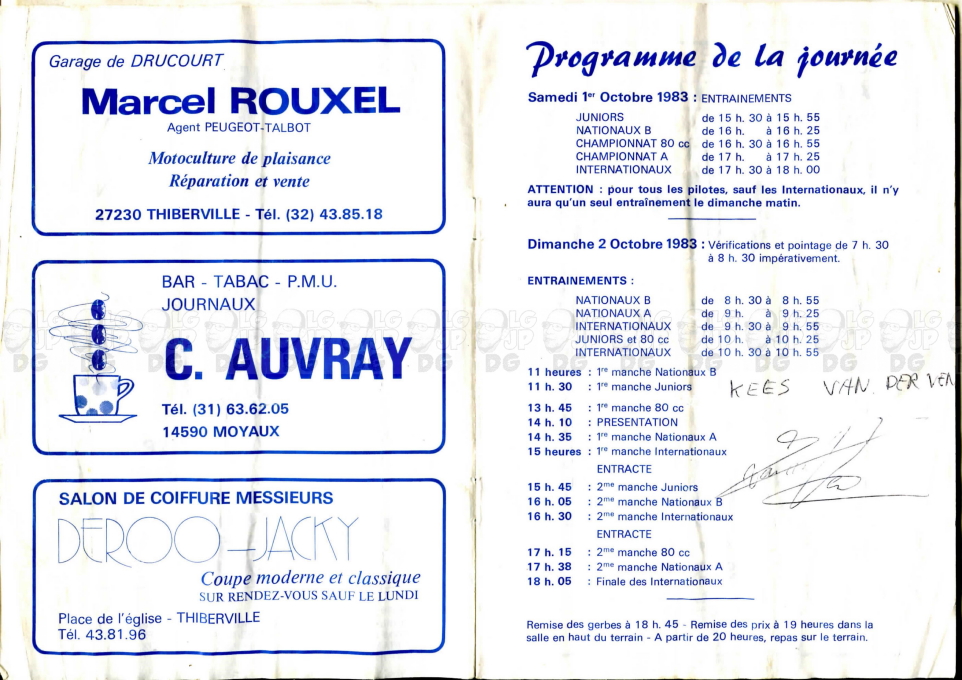 Garage de DRUCOURT
Marcel ROUXEL
Agent PEUGEOT-TALBOT
Motoculture de plaisance
Réparation et vente
27230 THIBERVILLE - Tél. (32) 43.85.18
BAR - TABAC - P.M.U.
JOURNAUX
C. AUVRAY
Tél. (31) 63.62.05
14590 MOYAUX
SALON DE COIFFURE MESSIEURS
DEROO-JACKY
Coupe moderne et classique
SUR RENDEZ-VOUS SAUF LE LUNDI
Place de l'église - THIBERVILLE
Tél. 43.81.96
Programme de la journée
Samedi 1er Octobre 1983 : ENTRAINEMENTS
JUNIORS de 15 h. 30 à 15 h. 55
NATIONAUX B de 16 h. à 16 h. 25
CHAMPIONNAT 80 cc de 16 h. 30 à 16 h. 55
CHAMPIONNAT A de 17 h. à 17 h. 25
INTERNATIONAUX de 17 h. 30 à 18 h. 00
ATTENTION : pour tous les pilotes, sauf les Internationaux, il n'y
aura qu'un seul entraînement le dimanche matin.
Dimanche 2 Octobre 1983 : Vérifications et pointage de 7 h. 30
à 8 h. 30 impérativement.
ENTRAINEMENTS :
NATIONAUX B de 8 h. 30 à 8 h. 55
NATIONAUX A de 9 h. à 9 h. 25
INTERNATIONAUX de 9 h. 30 à 9 h. 55
JUNIORS et 80 cc de 10 h. à 10 h. 25
INTERNATIONAUX de 10 h. 30 à 10 h. 55
11 heures : 1re manche Nationaux B
11 h. 30 : 1re manche Juniors
KEES VAN. DER VEN
13 h. 45 : 1re manche 80 cc
14 h. 10 : PRESENTATION
14 h. 35 : 1re manche Nationaux A
15 heures : 1re manche Internationaux
ENTRACTE
15 h. 45 : 2me manche Juniors
16 h. 05 : 2me manche Nationaux B
16 h. 30 : 2me manche Internationaux
ENTRACTE
17 h. 15 : 2me manche 80 cc
17 h. 38 : 2me manche Nationaux A
18 h. 05 : Finale des Internationaux
Remise des gerbes à 18 h. 45 - Remise des prix à 19 heures dans la
salle en haut du terrain - A partir de 20 heures, repas sur le terrain.